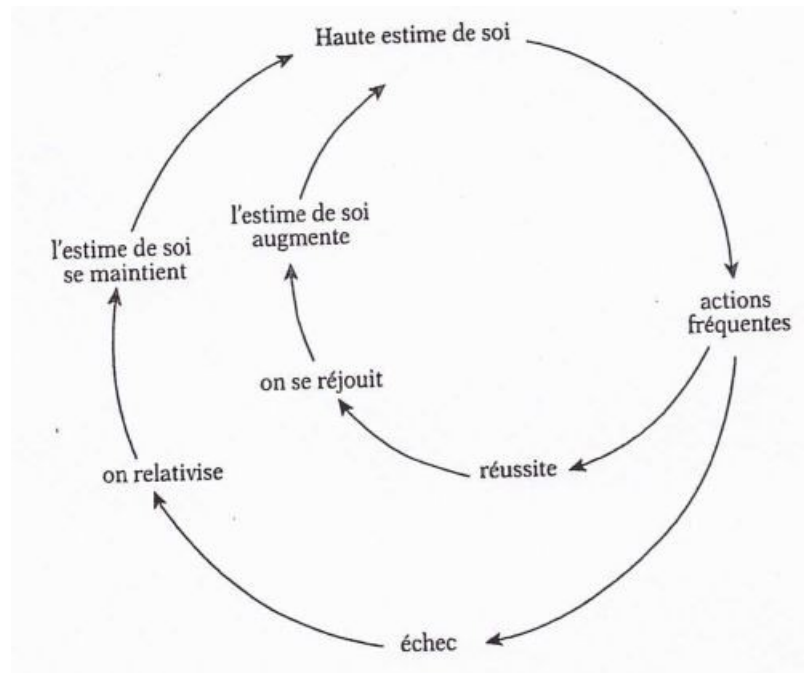 Haute estime de soi
l'estime de soi
augmente
l'estime de soi
se maintient
actions
fréquentes
on se réjouit
réussite
on relativise
échec